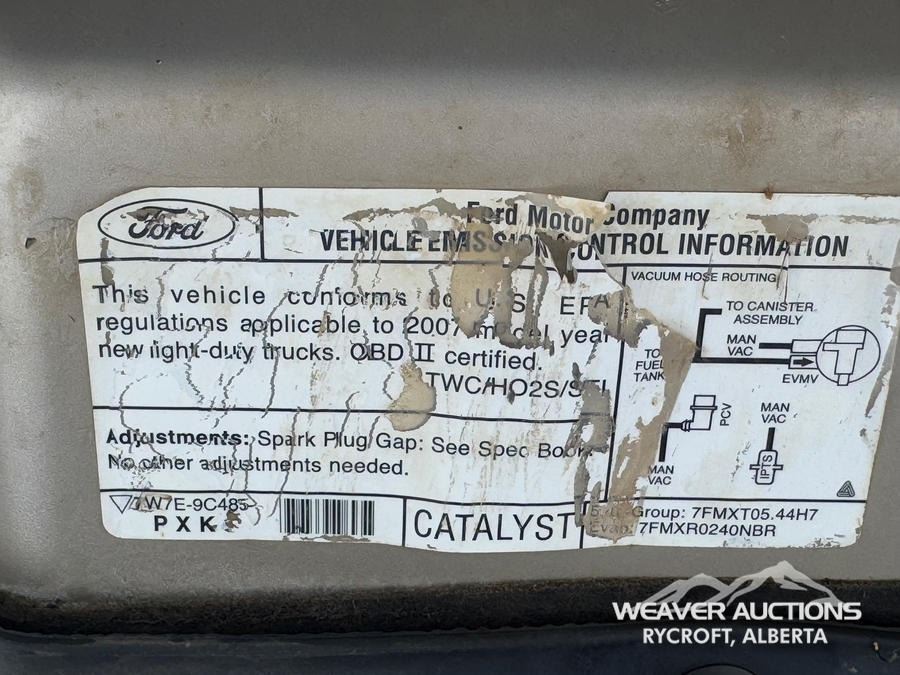 Ford
Ford Motor Company
VEHICLE EMISSION CONTROL INFORMATION
This vehicle conforms to U.S. EPA
regulations applicable to 2007 model year
new light-duty trucks. OBD II certified.
TWC/HO2S/SFI
Adjustments: Spark Plug Gap: See Spec Book.
No other adjustments needed.
W7E-9C485-
PXK
CATALYST
VACUUM HOSE ROUTING
TO CANISTER
ASSEMBLY
MAN
VAC
TO
FUEL
TANK
EVMV
PCV
MAN
VAC
MAN
VAC
IPTS
Group: 7FMXT05.44H7
Evap: 7FMXR0240NBR
WEAVER AUCTIONS
RYCROFT, ALBERTA